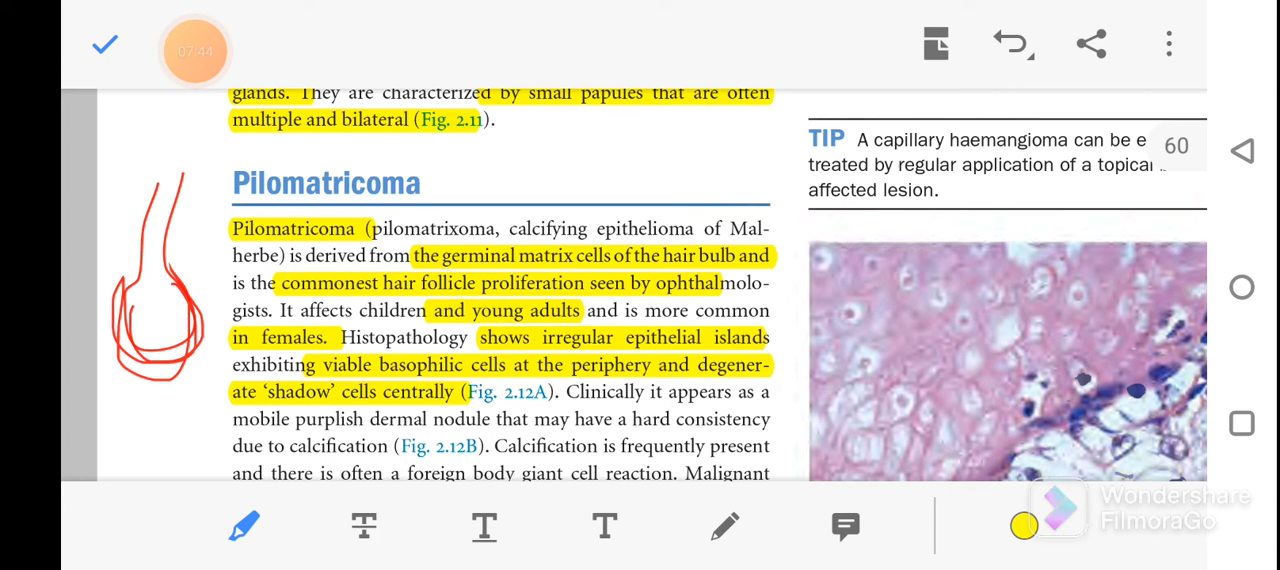 07:44
glands. They are characterized by small papules that are often
multiple and bilateral (Fig. 2.11).
Pilomatricoma
Pilomatricoma (pilomatrixoma, calcifying epithelioma of Mal-
herbe) is derived from the germinal matrix cells of the hair bulb and
is the commonest hair follicle proliferation seen by ophthalmolo-
gists. It affects children and young adults and is more common
in females. Histopathology shows irregular epithelial islands
exhibiting viable basophilic cells at the periphery and degener-
ate ‘shadow’ cells centrally (Fig. 2.12A). Clinically it appears as a
mobile purplish dermal nodule that may have a hard consistency
due to calcification (Fig. 2.12B). Calcification is frequently present
and there is often a foreign body giant cell reaction. Malignant
TIP A capillary haemangioma can be e
treated by regular application of a topical
affected lesion.
60
T
T
T
Wondershare
FilmoraGo